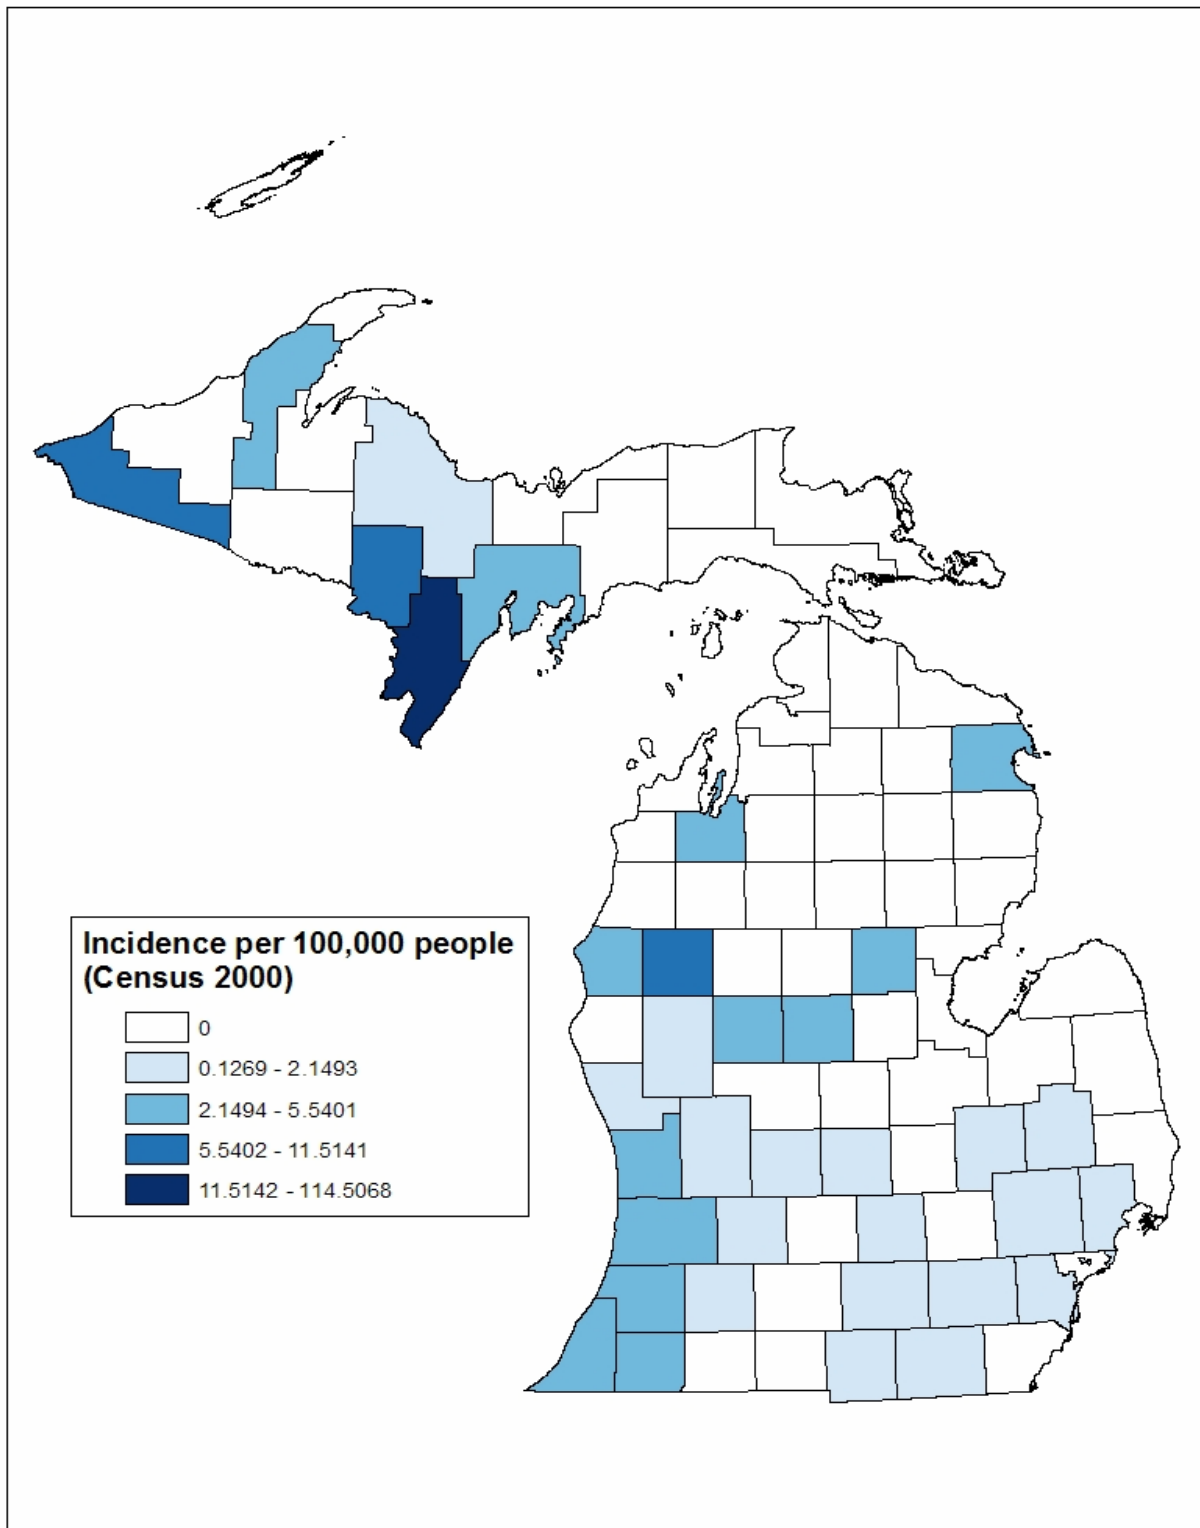 Incidence per 100,000 people
(Census 2000)
0
0.1269 - 2.1493
2.1494 - 5.5401
5.5402 - 11.5141
11.5142 - 114.5068